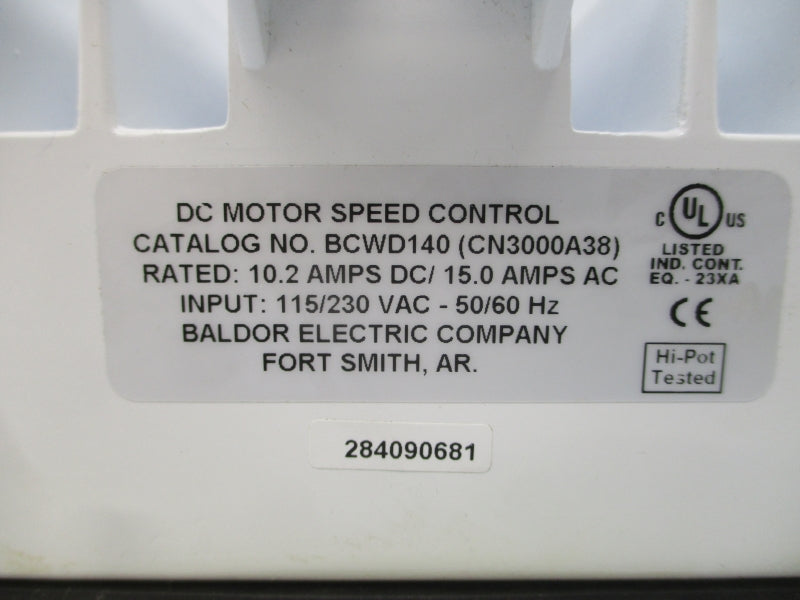 DC MOTOR SPEED CONTROL
CATALOG NO. BCWD140 (CN3000A38)
RATED: 10.2 AMPS DC/ 15.0 AMPS AC
INPUT: 115/230 VAC - 50/60 Hz
BALDOR ELECTRIC COMPANY
FORT SMITH, AR.
C UL US
LISTED
IND. CONT.
EQ. - 23XA
CE
Hi-Pot
Tested
284090681